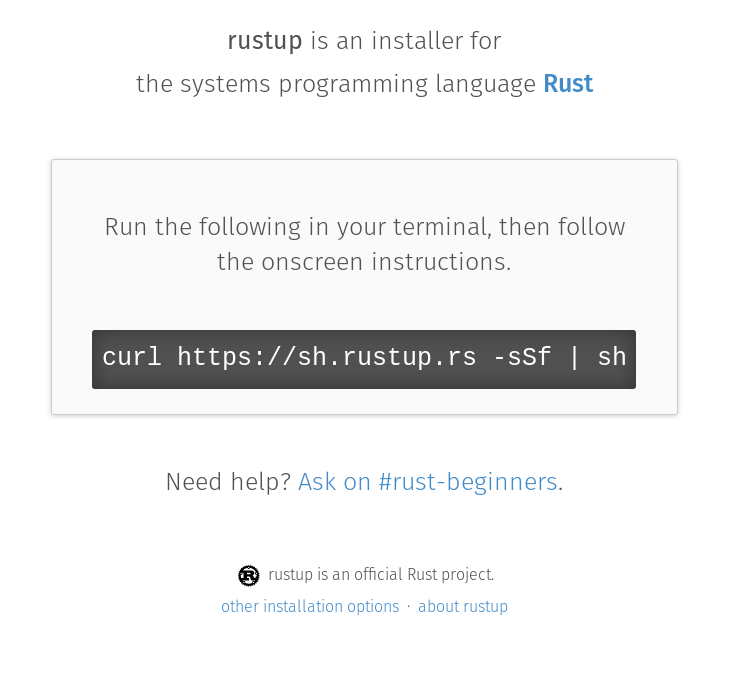 rustup is an installer for
the systems programming language Rust
Run the following in your terminal, then follow
the onscreen instructions.
curl https://sh.rustup.rs -sSf | sh
Need help? Ask on #rust-beginners.
rustup is an official Rust project.
other installation options · about rustup